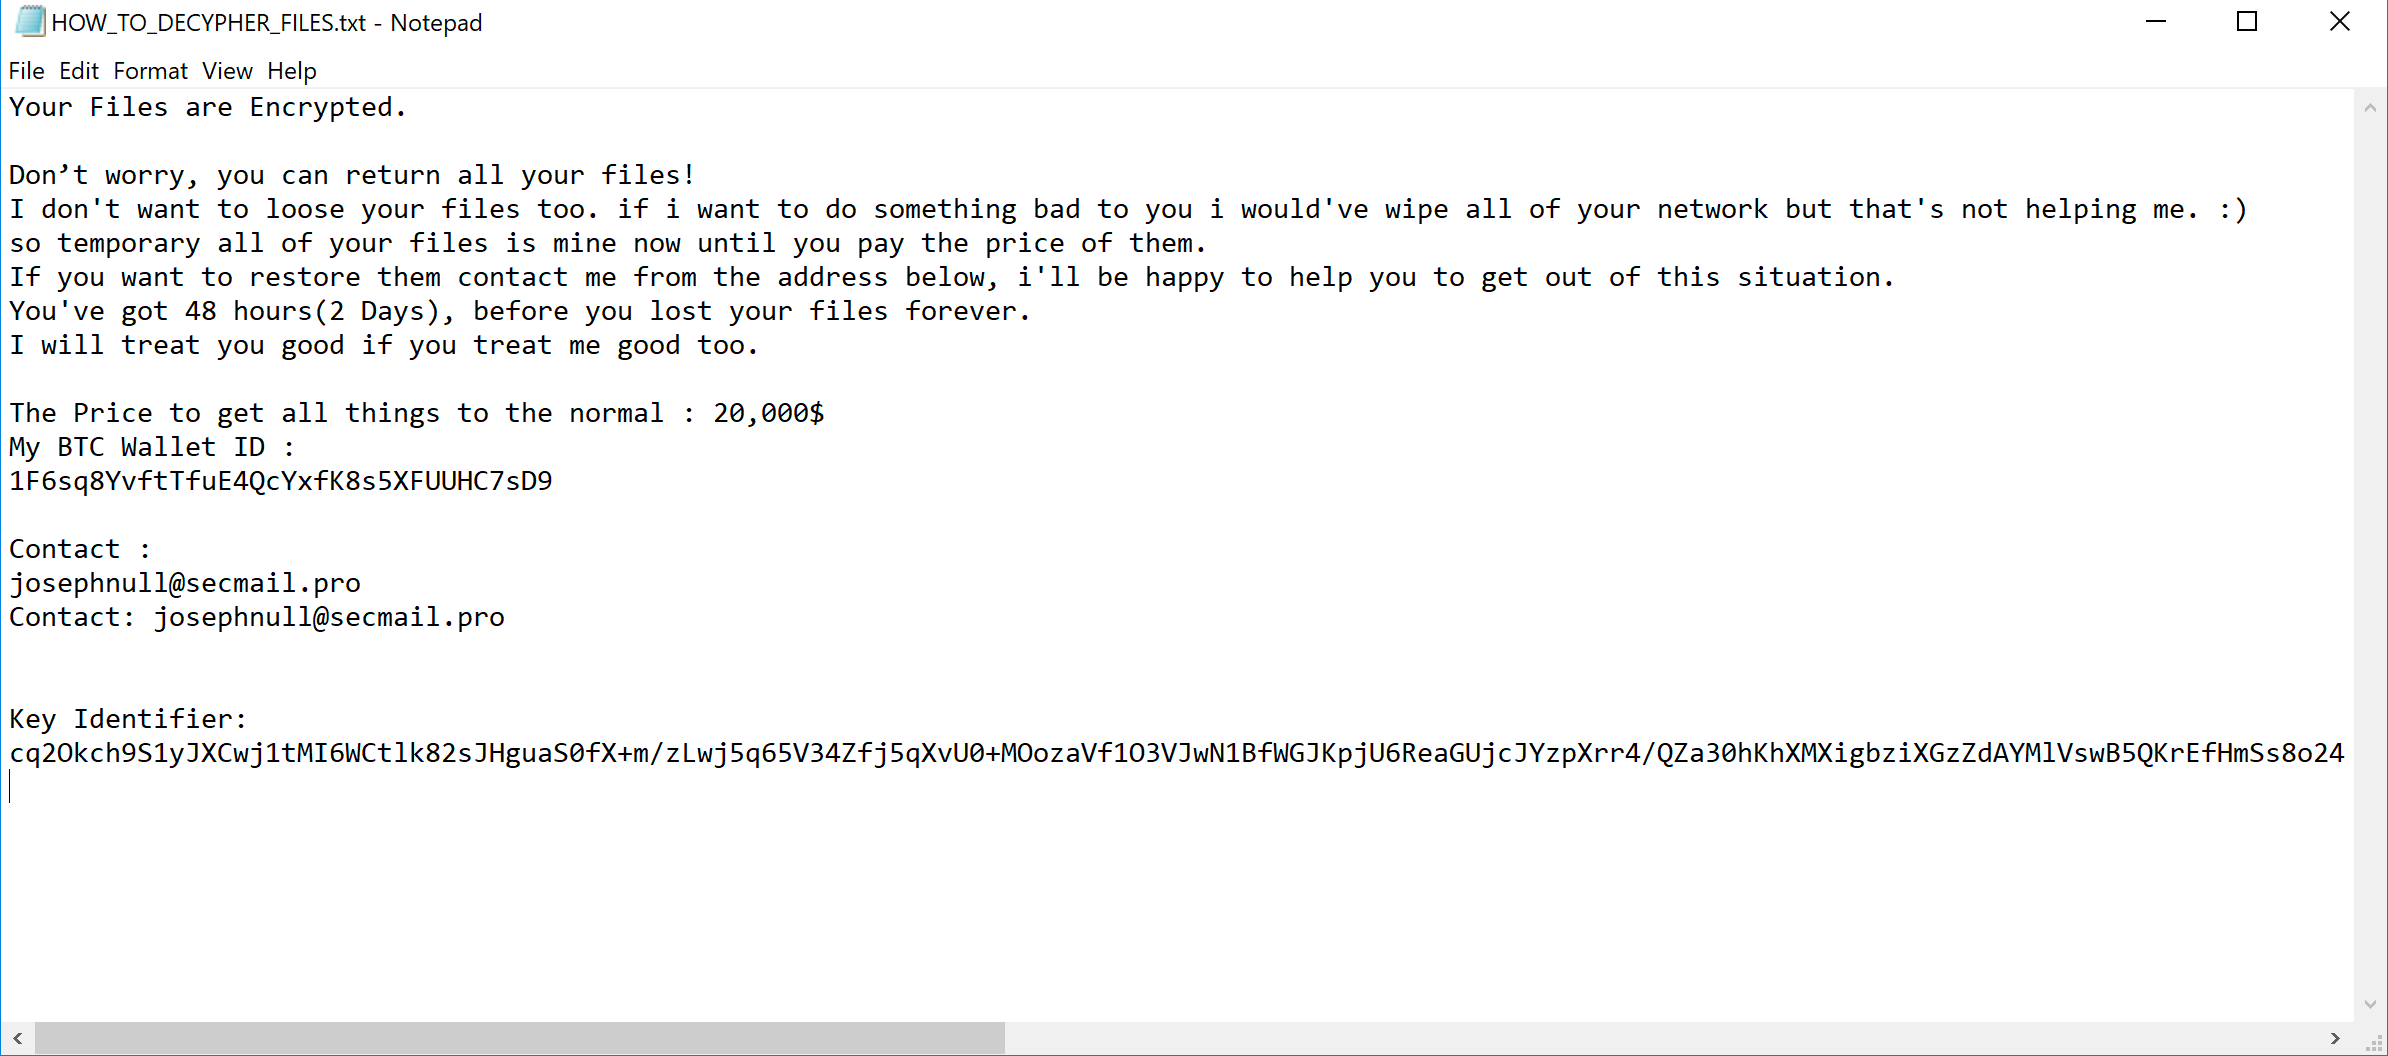 HOW_TO_DECYPHER_FILES.txt - Notepad
File Edit Format View Help
Your Files are Encrypted.
Don’t worry, you can return all your files!
I don't want to loose your files too. if i want to do something bad to you i would've wipe all of your network but that's not helping me. :)
so temporary all of your files is mine now until you pay the price of them.
If you want to restore them contact me from the address below, i'll be happy to help you to get out of this situation.
You've got 48 hours(2 Days), before you lost your files forever.
I will treat you good if you treat me good too.
The Price to get all things to the normal : 20,000$
My BTC Wallet ID :
1F6sq8YvftTfuE4QcYxfK8s5XFUUHC7sD9
Contact :
josephnull@secmail.pro
Contact: josephnull@secmail.pro
Key Identifier:
cq2Okch9S1yJXCwj1tMI6WCtlk82sJHguaS0fX+m/zLwj5q65V34Zfj5qXvU0+MOozaVf1O3VJwN1BfWGJKpjU6ReaGUjcJYzpXrr4/QZa30hKhXMXigbziXGzZdAYMlVswB5QKrEfHmSs8o24